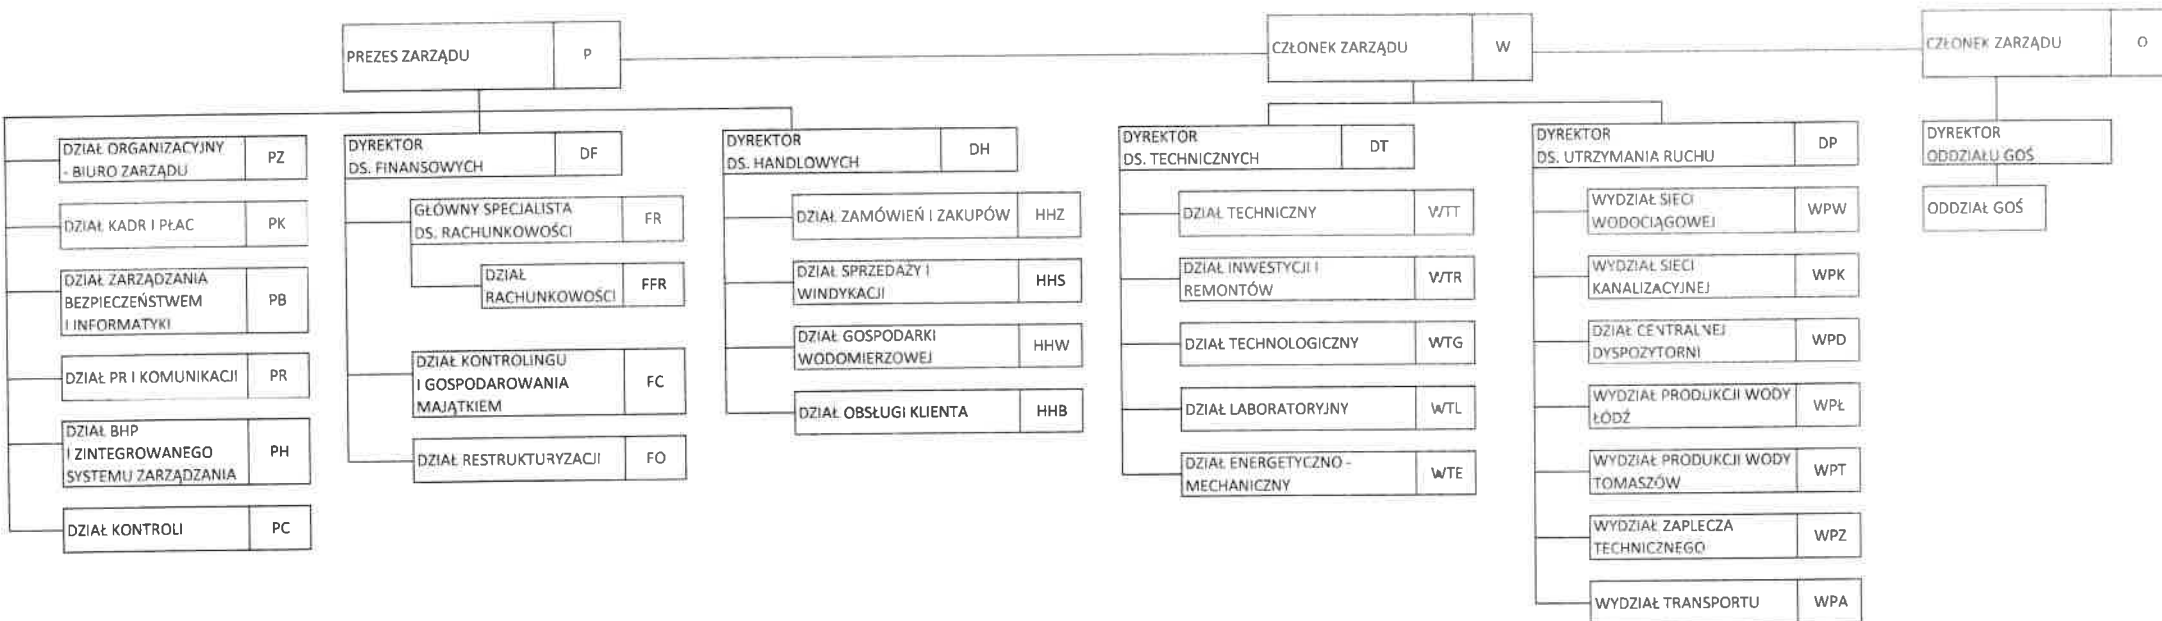 PREZES ZARZĄDU
P
CZŁONEK ZARZĄDU
W
CZŁONEK ZARZĄDU
O
DZIAŁ ORGANIZACYJNY
- BIURO ZARZĄDU
PZ
DZIAŁ KADR I PŁAC
PK
DZIAŁ ZARZĄDZANIA
BEZPIECZEŃSTWEM
I INFORMATYKI
PB
DZIAŁ PR I KOMUNIKACJI
PR
DZIAŁ BHP
I ZINTEGROWANEGO
SYSTEMU ZARZĄDZANIA
PH
DZIAŁ KONTROLI
PC
DYREKTOR
DS. FINANSOWYCH
DF
GŁÓWNY SPECJALISTA
DS. RACHUNKOWOŚCI
FR
DZIAŁ
RACHUNKOWOŚCI
FFR
DZIAŁ KONTROLINGU
I GOSPODAROWANIA
MAJĄTKIEM
FC
DZIAŁ RESTRUKTURYZACJI
FO
DYREKTOR
DS. HANDLOWYCH
DH
DZIAŁ ZAMÓWIEŃ I ZAKUPÓW
HHZ
DZIAŁ SPRZEDAŻY I
WINDYKACJI
HHS
DZIAŁ GOSPODARKI
WODOMIERZOWEJ
HHW
DZIAŁ OBSŁUGI KLIENTA
HHB
DYREKTOR
DS. TECHNICZNYCH
DT
DZIAŁ TECHNICZNY
WTT
DZIAŁ INWESTYCJI I
REMONTÓW
WTR
DZIAŁ TECHNOLOGICZNY
WTG
DZIAŁ LABORATORYJNY
WTL
DZIAŁ ENERGETYCZNO -
MECHANICZNY
WTE
DYREKTOR
DS. UTRZYMANIA RUCHU
DP
WYDZIAŁ SIECI
WODOCIĄGOWEJ
WPW
WYDZIAŁ SIECI
KANALIZACYJNEJ
WPK
DZIAŁ CENTRALNEJ
DYSPOZYTORNI
WPD
WYDZIAŁ PRODUKCJI WODY
ŁÓDŹ
WPŁ
WYDZIAŁ PRODUKCJI WODY
TOMASZÓW
WPT
WYDZIAŁ ZAPLECZA
TECHNICZNEGO
WPZ
WYDZIAŁ TRANSPORTU
WPA
DYREKTOR
ODDZIAŁU GOŚ
ODDZIAŁ GOŚ